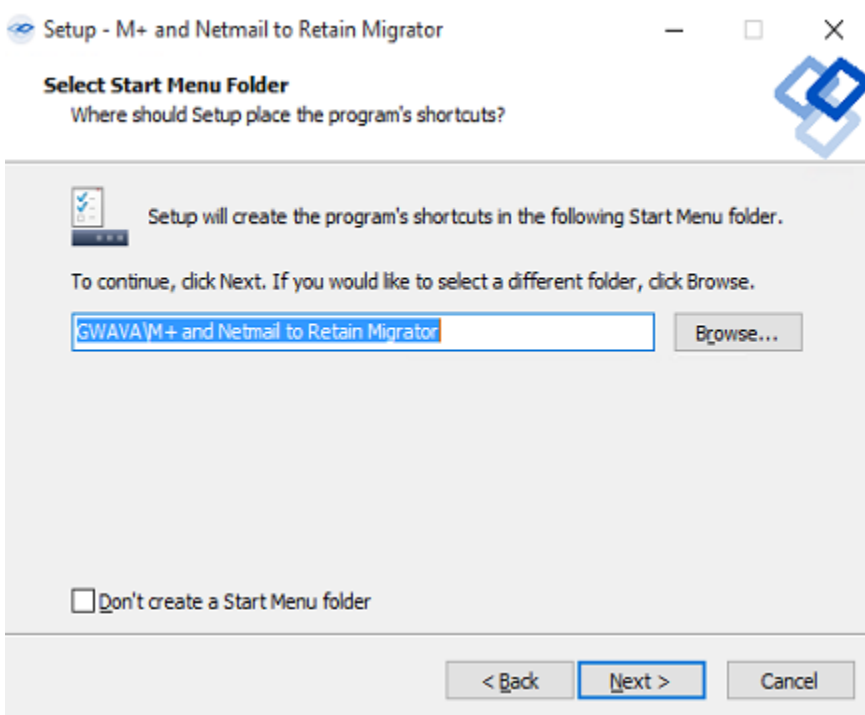 Setup - M+ and Netmail to Retain Migrator
Select Start Menu Folder
Where should Setup place the program's shortcuts?
Setup will create the program's shortcuts in the following Start Menu folder.
To continue, click Next. If you would like to select a different folder, click Browse.
GWAVA\M+ and Netmail to Retain Migrator
Browse...
Don't create a Start Menu folder
< Back
Next >
Cancel